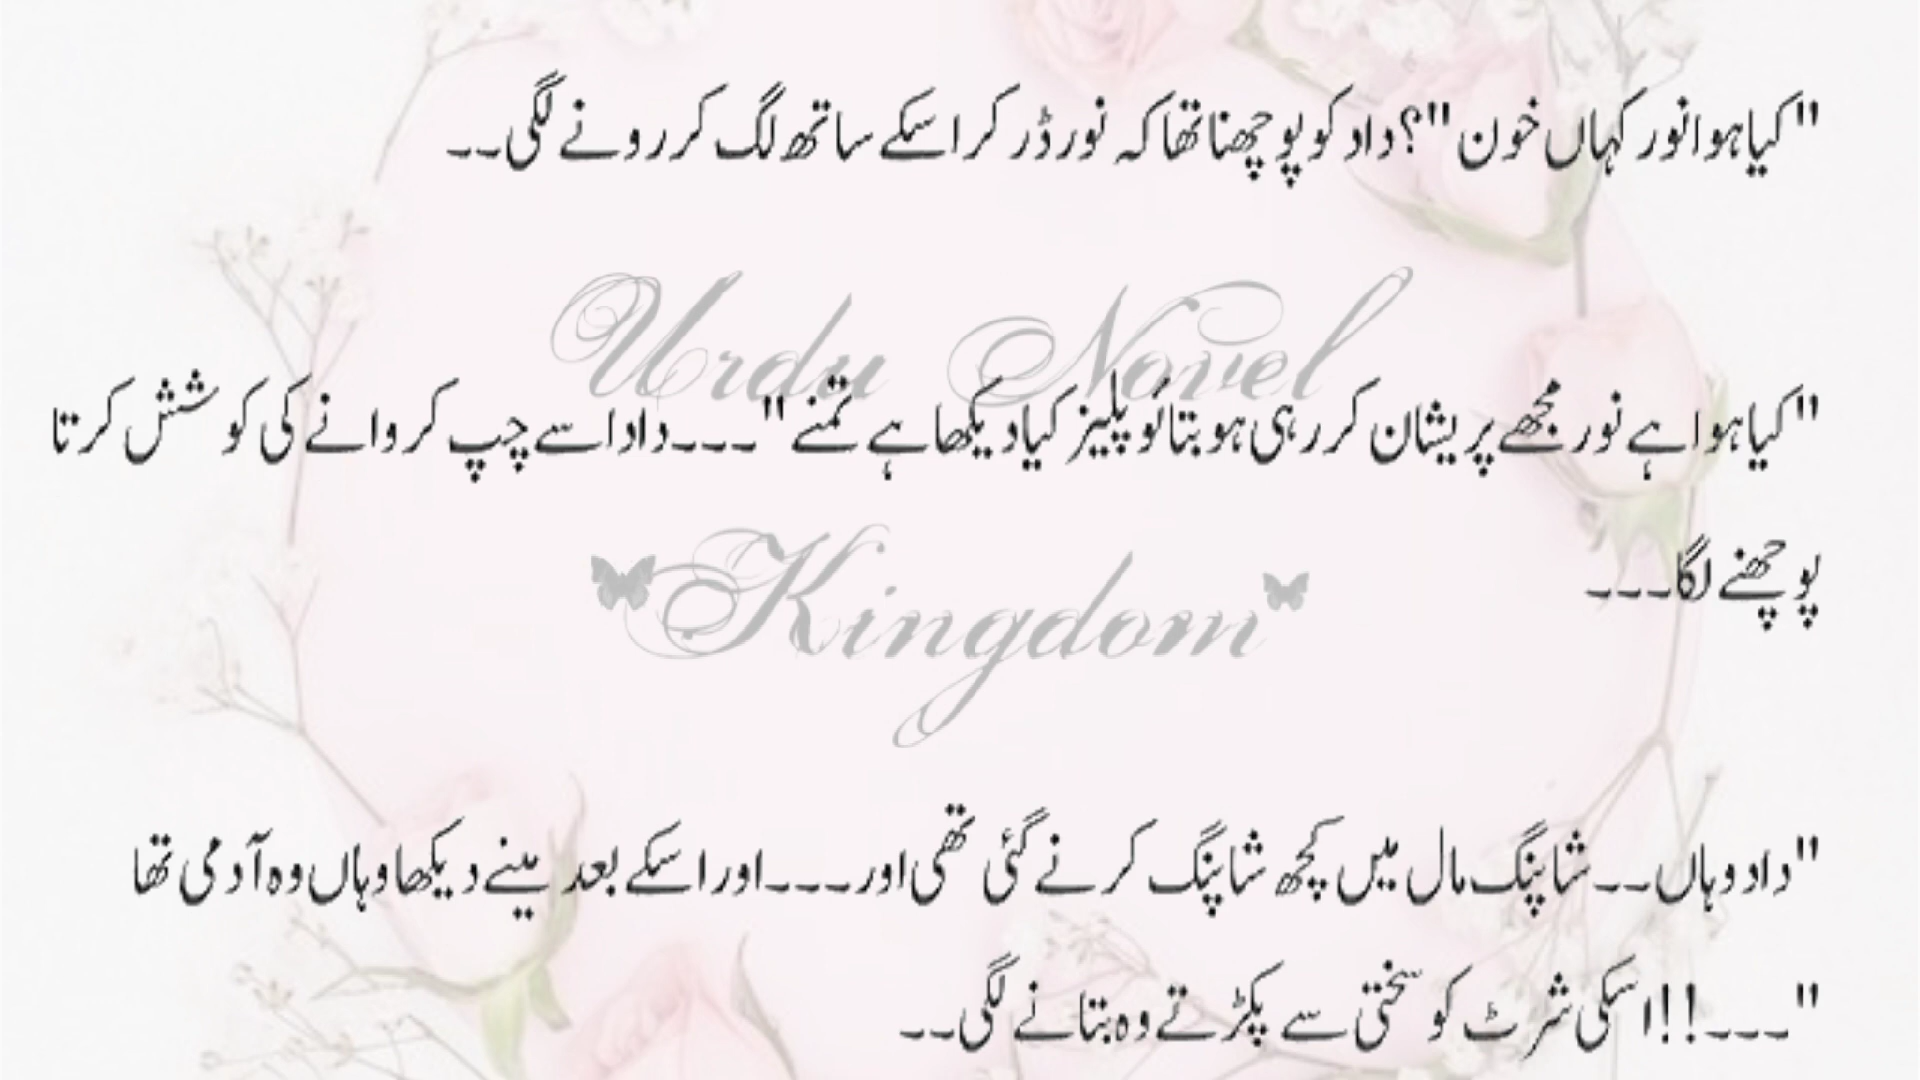 "کیا ہوا نور کہاں خون"؟ داد کو پوچھنا تھا کہ نور ڈر کر اسکے ساتھ لگ کر رونے لگی۔۔
Urdu Novel
"کیا ہوا ہے نور مجھے پریشان کر رہی ہو بتائو پلیز کیا دیکھا ہے تمنے"۔۔۔داد اسے چپ کروانے کی کوشش کرتا
Kingdom
پوچھنے لگا۔۔۔
"داد وہاں۔۔شاپنگ مال میں کچھ شاپنگ کرنے گئی تھی اور۔۔۔اور اسکے بعد مینے دیکھا وہاں وہ آدمی تھا
"۔۔۔!!اسکی شرٹ کو سختی سے پکڑتے وہ بتانے لگی۔۔